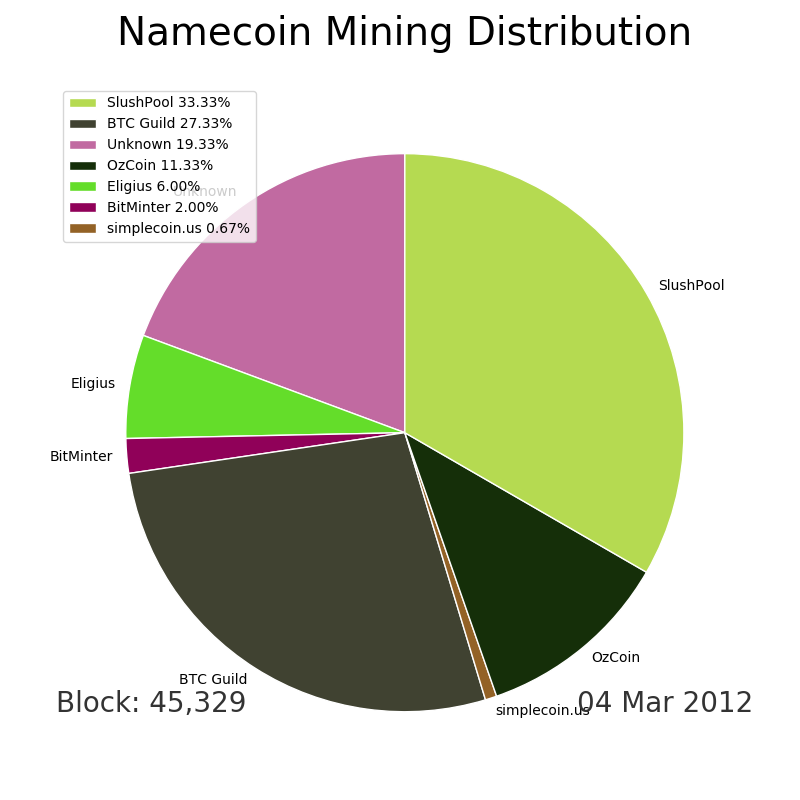 Namecoin Mining Distribution
SlushPool 33.33%
BTC Guild 27.33%
Unknown 19.33%
OzCoin 11.33%
Eligius 6.00%
BitMinter 2.00%
simplecoin.us 0.67%
Unknown
SlushPool
Eligius
BitMinter
OzCoin
BTC Guild
simplecoin.us
Block: 45,329
04 Mar 2012